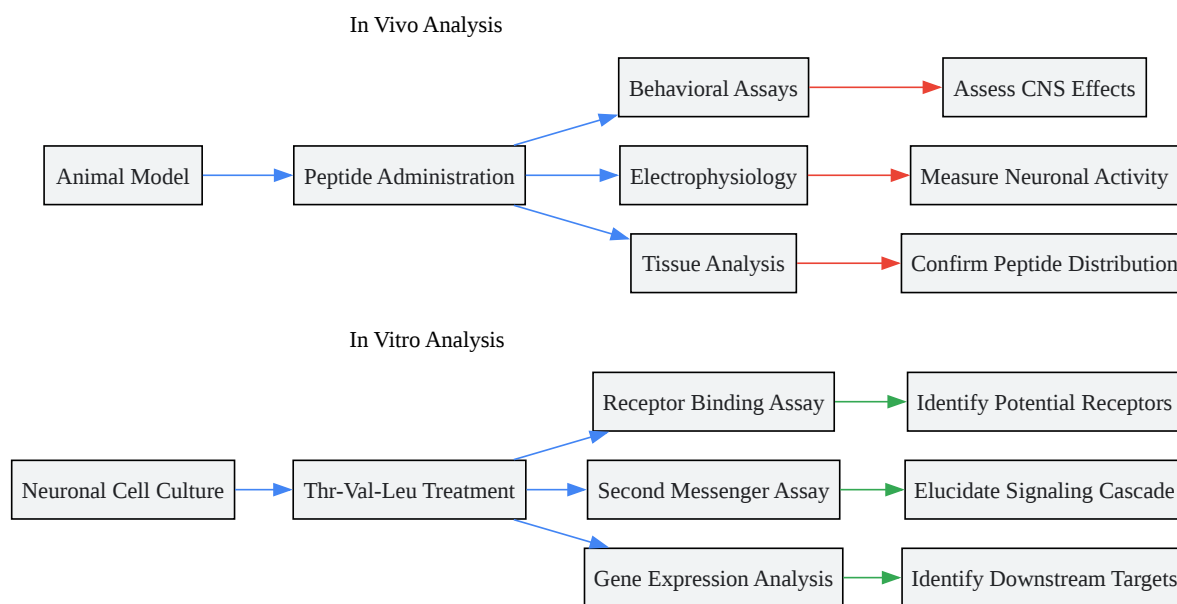 In Vivo Analysis
Behavioral Assays
Assess CNS Effects
Animal Model
Peptide Administration
Electrophysiology
Measure Neuronal Activity
Tissue Analysis
Confirm Peptide Distribution
In Vitro Analysis
Receptor Binding Assay
Identify Potential Receptors
Neuronal Cell Culture
Thr-Val-Leu Treatment
Second Messenger Assay
Elucidate Signaling Cascade
Gene Expression Analysis
Identify Downstream Targets